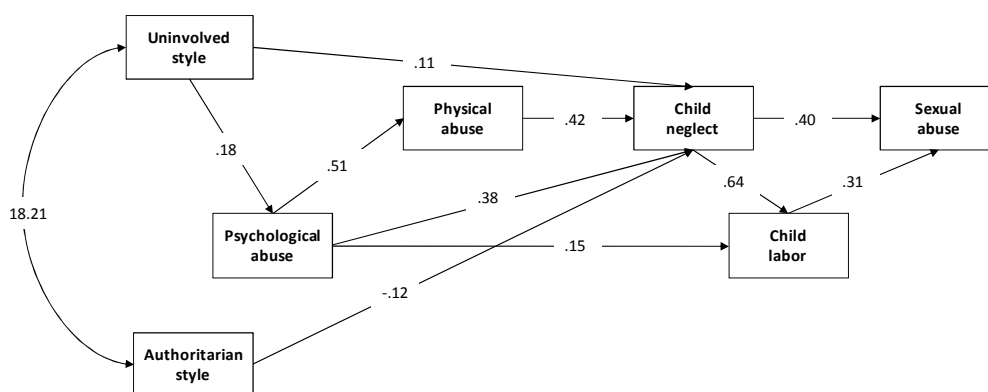 Uninvolved
style
.11
Physical
abuse
.42
Child
neglect
.40
Sexual
abuse
.18
.51
.38
.64
.31
18.21
Psychological
abuse
.15
Child
labor
-.12
Authoritarian
style